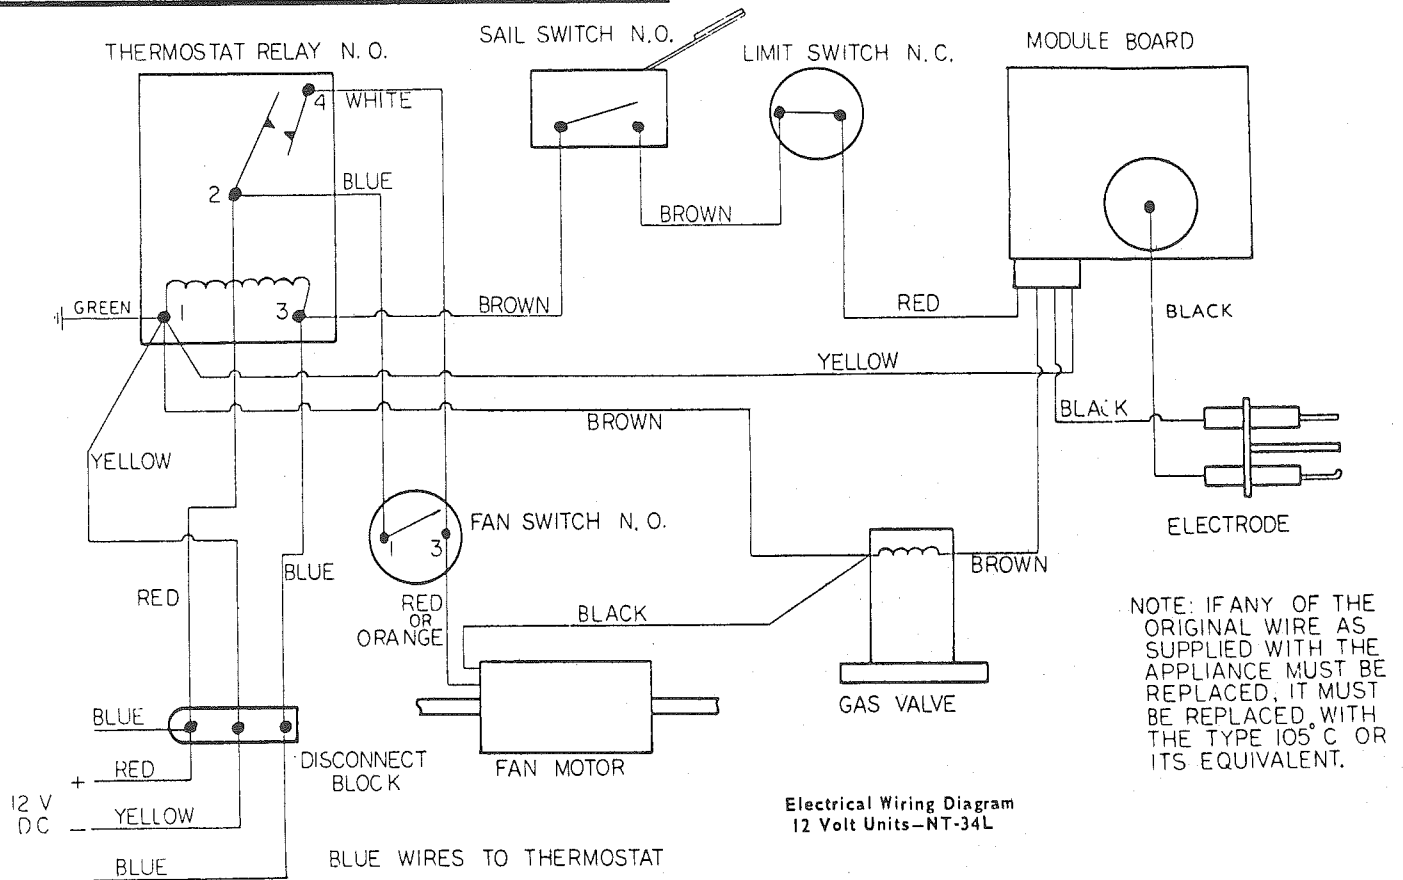 THERMOSTAT RELAY N. O.
SAIL SWITCH N.O.
LIMIT SWITCH N. C.
MODULE BOARD
4
WHITE
2
BLUE
BROWN
GREEN
1
3
BROWN
RED
BLACK
YELLOW
BLACK
BROWN
YELLOW
FAN SWITCH N. O.
1
3
ELECTRODE
BLUE
BROWN
RED
RED
OR
ORANGE
BLACK
NOTE: IF ANY OF THE
ORIGINAL WIRE AS
SUPPLIED WITH THE
APPLIANCE MUST BE
REPLACED, IT MUST
BE REPLACED WITH
THE TYPE 105° C OR
ITS EQUIVALENT.
GAS VALVE
BLUE
DISCONNECT
BLOCK
FAN MOTOR
+ RED
12 V
DC
- YELLOW
BLUE
BLUE WIRES TO THERMOSTAT
Electrical Wiring Diagram
12 Volt Units—NT-34L